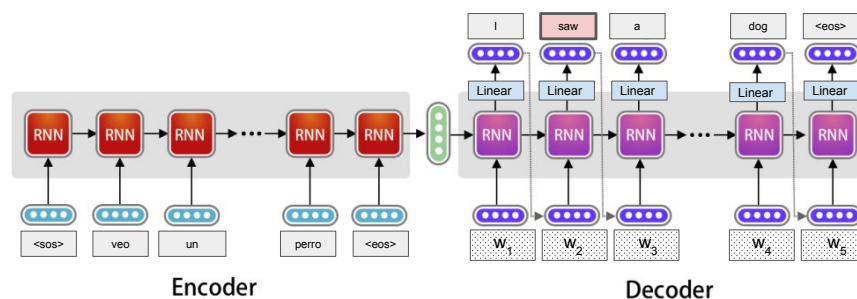 I saw a dog <eos>
Linear Linear Linear Linear Linear
RNN RNN RNN RNN RNN RNN RNN RNN RNN RNN
<sos> veo un perro <eos> W1 W2 W3 W4 W5
Encoder Decoder